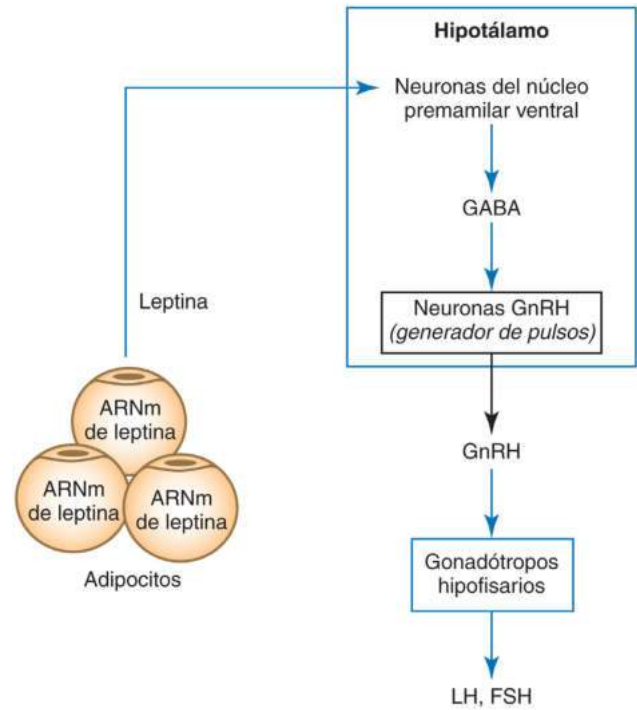 Hipotálamo
Neuronas del núcleo
premamilar ventral
GABA
Leptina
Neuronas GnRH
(generador de pulsos)
ARNm
de leptina
ARNm
de leptina
ARNm
de leptina
Adipocitos
GnRH
Gonadótropos
hipofisarios
LH, FSH